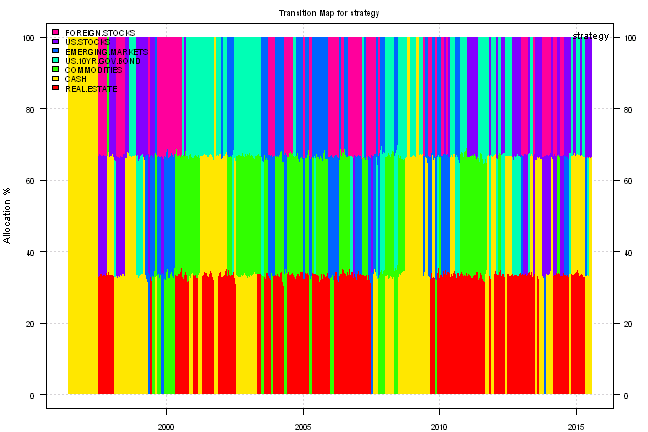 Transition Map for strategy
strategy
FOREIGN.STOCKS
US.STOCKS
EMERGING.MARKETS
US.10YR.GOV.BOND
COMMODITIES
CASH
REAL.ESTATE
Allocation %
100
80
60
40
20
0
100
80
60
40
20
0
2000 2005 2010 2015